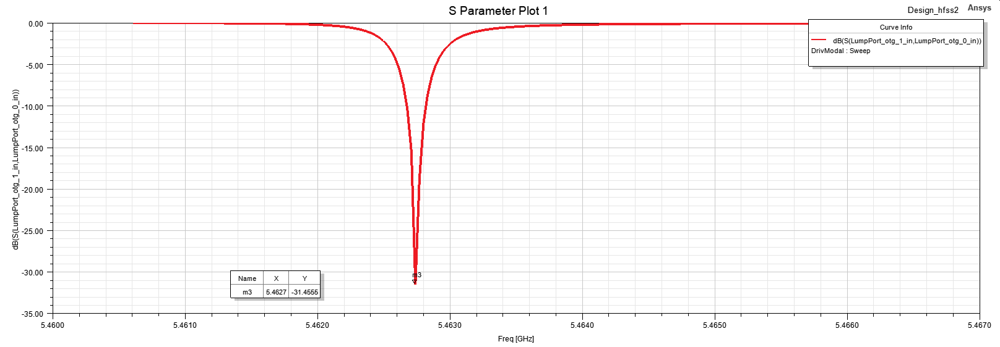 S Parameter Plot 1
Design_hfss2
Ansys
Curve Info
dB(S(LumpPort_otg_1_in,LumpPort_otg_0_in))
DrivModal : Sweep
dB(S(LumpPort_otg_1_in,LumpPort_otg_0_in))
0.00
-5.00
-10.00
-15.00
-20.00
-25.00
-30.00
-35.00
m3
Name X Y
m3 5.4627 -31.4555
5.4600 5.4610 5.4620 5.4630 5.4640 5.4650 5.4660 5.4670
Freq [GHz]